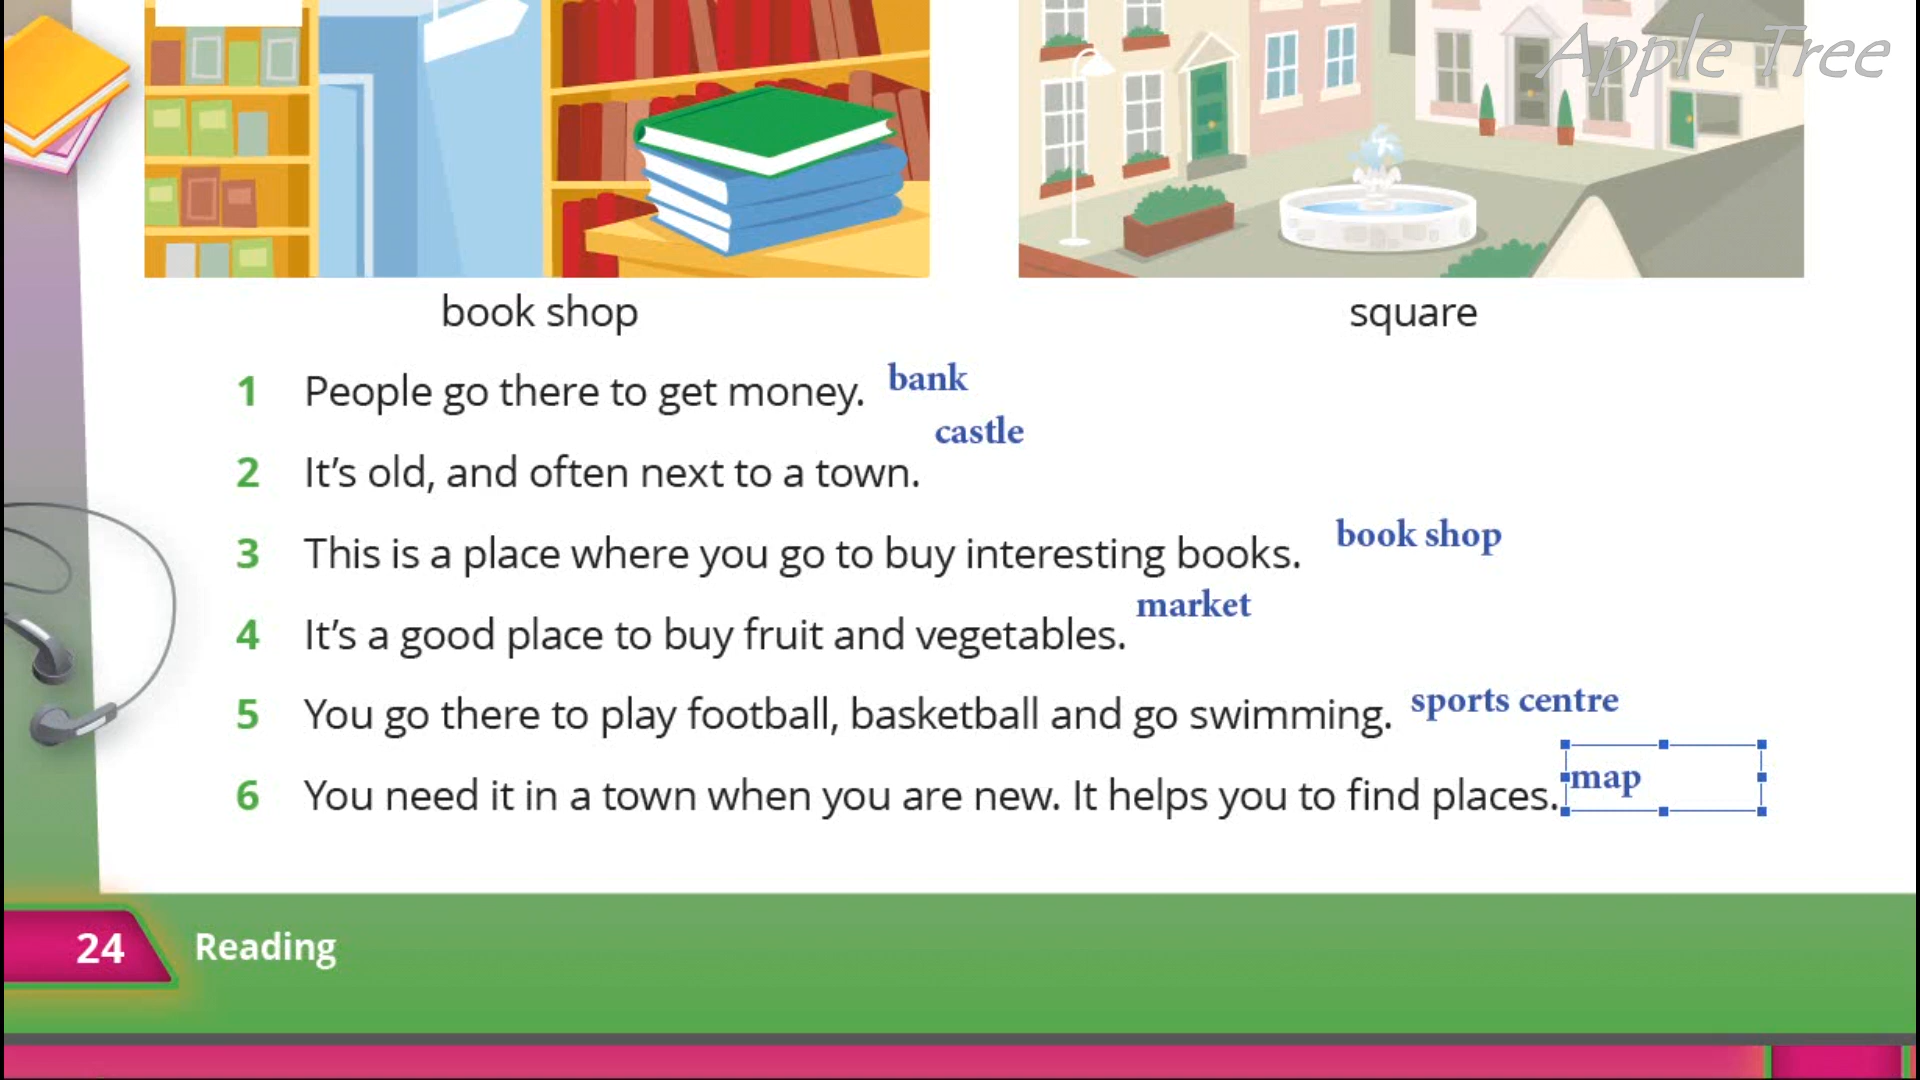 Apple Tree
book shop
square
1 People go there to get money. bank
castle
2 It's old, and often next to a town.
3 This is a place where you go to buy interesting books. book shop
market
4 It's a good place to buy fruit and vegetables.
5 You go there to play football, basketball and go swimming. sports centre
6 You need it in a town when you are new. It helps you to find places. map
24 Reading